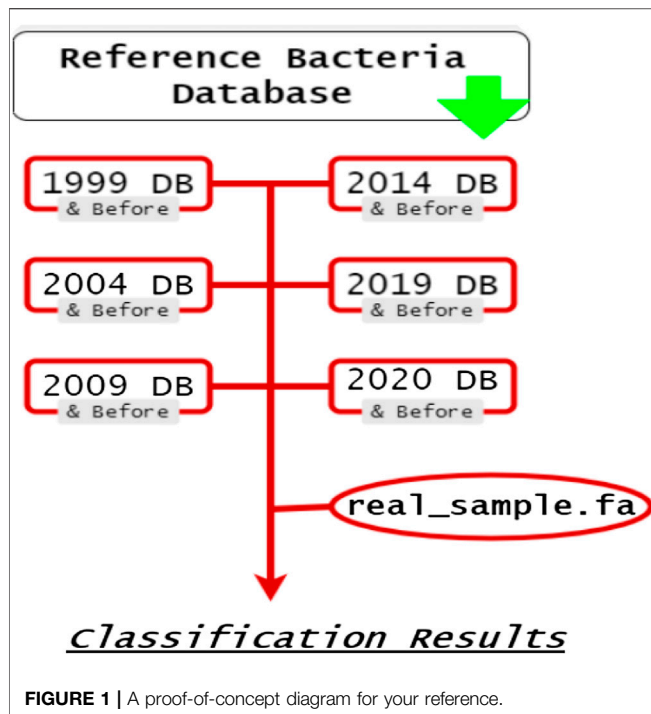 Reference Bacteria
Database
1999 DB
& Before
2014 DB
& Before
2004 DB
& Before
2019 DB
& Before
2009 DB
& Before
2020 DB
& Before
real_sample.fa
Classification Results
FIGURE 1 | A proof-of-concept diagram for your reference.